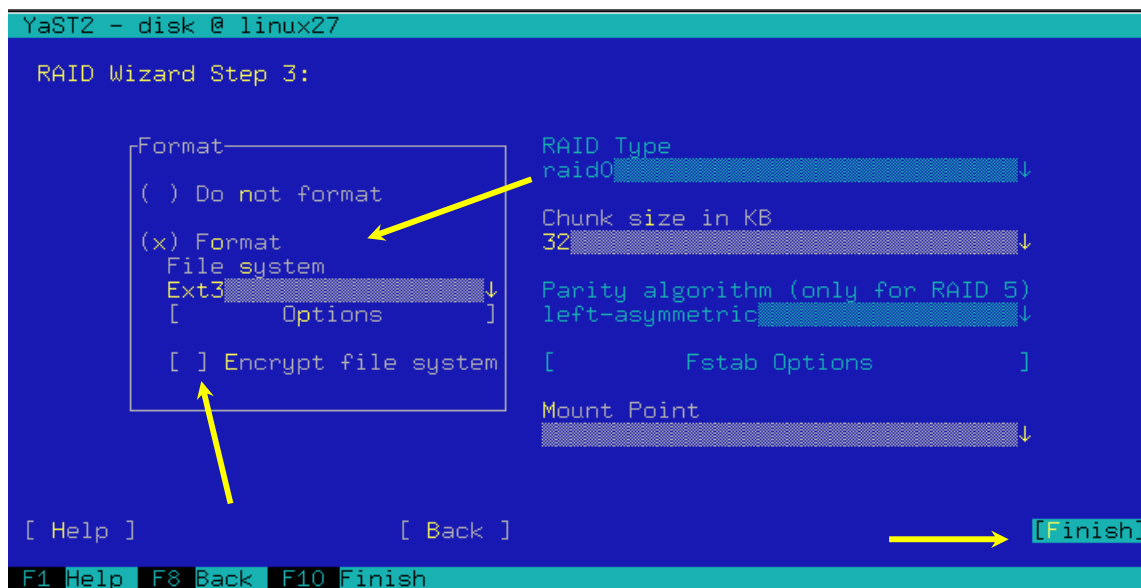 YaST2 - disk @ linux27
RAID Wizard Step 3:
Format
( ) Do not format
(x) Format
File system
Ext3↓
[ Options ]
[ ] Encrypt file system
RAID Type
raid0↓
Chunk size in KB
32↓
Parity algorithm (only for RAID 5)
left-asymmetric↓
[ Fstab Options ]
Mount Point
↓
[ Help ] [ Back ] [Finish]
F1 Help F8 Back F10 Finish